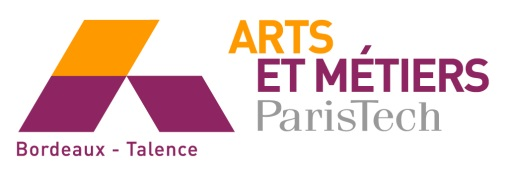 ARTS
ET MÉTIERS
ParisTech
Bordeaux - Talence